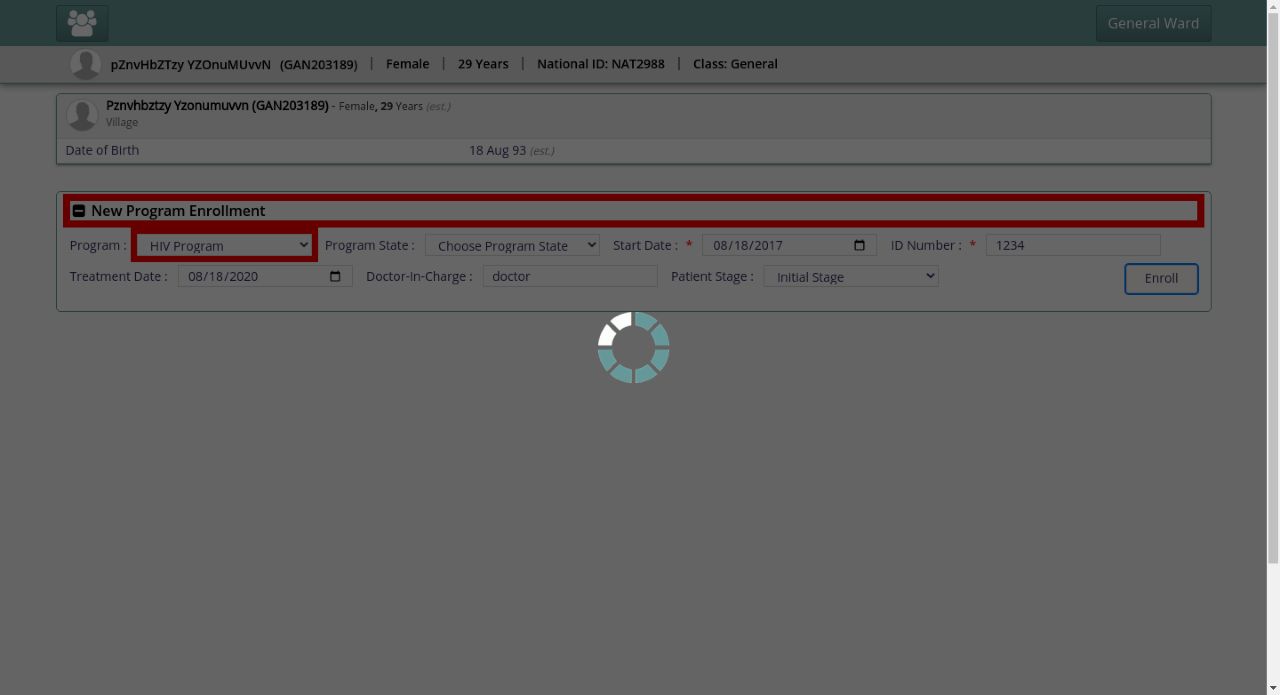 General Ward
pZnvHbZTzy YZOnuMUvvN (GAN203189) | Female | 29 Years | National ID: NAT2988 | Class: General
Pznvhbztzy Yzonumuvvn (GAN203189) - Female, 29 Years (est.)
Village
Date of Birth 18 Aug 93 (est.)
New Program Enrollment
Program : HIV Program Program State : Choose Program State Start Date : * 08/18/2017 ID Number : * 1234
Treatment Date : 08/18/2020 Doctor-In-Charge : doctor Patient Stage : Initial Stage Enroll